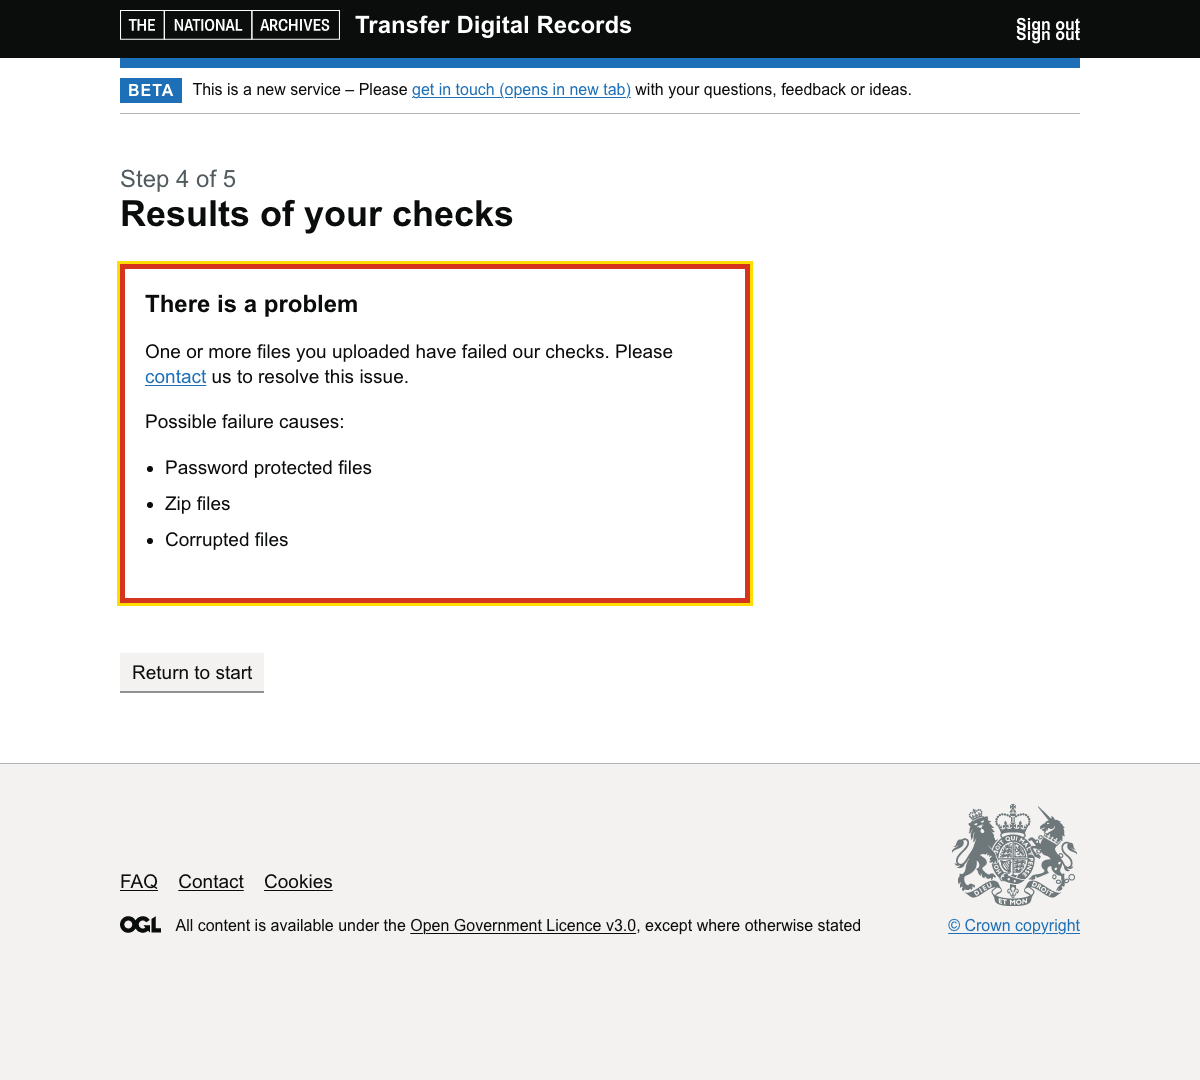 THE NATIONAL ARCHIVES Transfer Digital Records
Sign out
Sign out
BETA This is a new service – Please get in touch (opens in new tab) with your questions, feedback or ideas.
Step 4 of 5
Results of your checks
There is a problem
One or more files you uploaded have failed our checks. Please
contact us to resolve this issue.
Possible failure causes:
• Password protected files
• Zip files
• Corrupted files
Return to start
FAQ Contact Cookies
DIEU ET MON DROIT
OGL All content is available under the Open Government Licence v3.0, except where otherwise stated
© Crown copyright